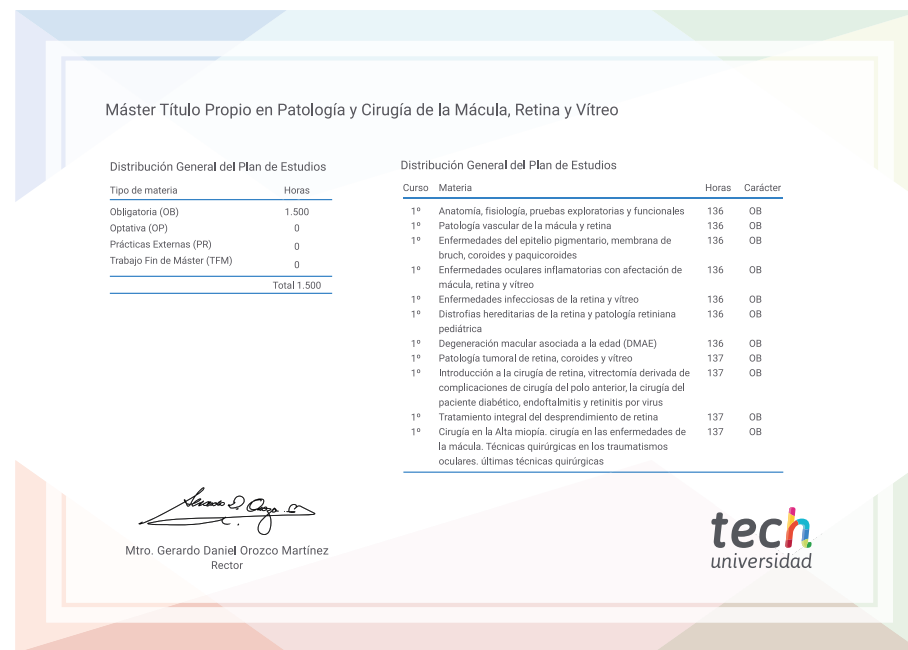 Máster Título Propio en Patología y Cirugía de la Mácula, Retina y Vítreo
Distribución General del Plan de Estudios
Tipo de materia Horas
Obligatoria (OB) 1.500
Optativa (OP) 0
Prácticas Externas (PR) 0
Trabajo Fin de Máster (TFM) 0
Total 1.500
Distribución General del Plan de Estudios
Curso Materia Horas Carácter
1º Anatomía, fisiología, pruebas exploratorias y funcionales 136 OB
1º Patología vascular de la mácula y retina 136 OB
1º Enfermedades del epitelio pigmentario, membrana de 136 OB
bruch, coroides y paquicoroides
1º Enfermedades oculares inflamatorias con afectación de 136 OB
mácula, retina y vítreo
1º Enfermedades infecciosas de la retina y vítreo 136 OB
1º Distrofias hereditarias de la retina y patología retiniana 136 OB
pediátrica
1º Degeneración macular asociada a la edad (DMAE) 136 OB
1º Patología tumoral de retina, coroides y vítreo 137 OB
1º Introducción a la cirugía de retina, vitrectomía derivada de 137 OB
complicaciones de cirugía del polo anterior, la cirugía del
paciente diabético, endoftalmitis y retinitis por virus
1º Tratamiento integral del desprendimiento de retina 137 OB
1º Cirugía en la Alta miopía. cirugía en las enfermedades de 137 OB
la mácula. Técnicas quirúrgicas en los traumatismos
oculares. últimas técnicas quirúrgicas
Mtro. Gerardo Daniel Orozco Martínez
Rector
tech
universidad